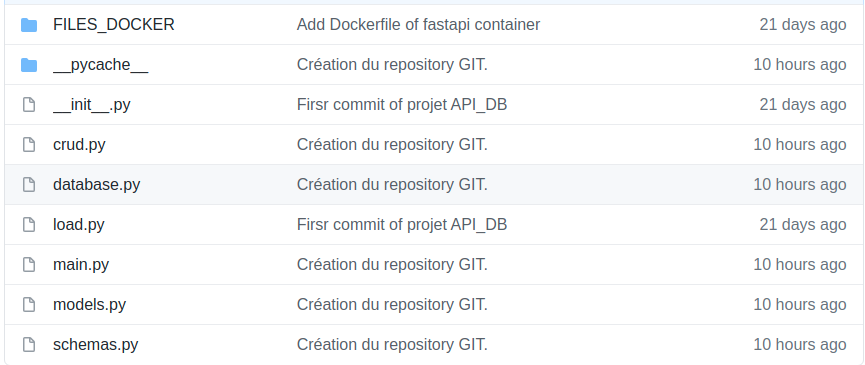 FILES_DOCKER Add Dockerfile of fastapi container 21 days ago
__pycache__ Création du repository GIT. 10 hours ago
__init__.py Firsr commit of projet API_DB 21 days ago
crud.py Création du repository GIT. 10 hours ago
database.py Création du repository GIT. 10 hours ago
load.py Firsr commit of projet API_DB 21 days ago
main.py Création du repository GIT. 10 hours ago
models.py Création du repository GIT. 10 hours ago
schemas.py Création du repository GIT. 10 hours ago